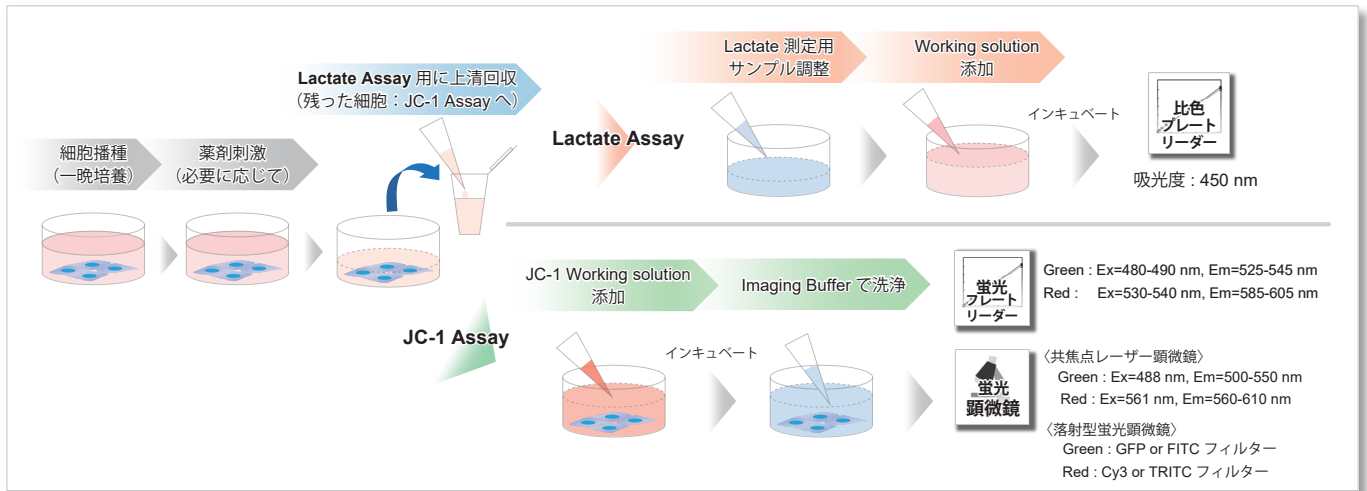 細胞播種
（一晩培養）
薬剤刺激
（必要に応じて）
Lactate Assay 用に上清回収
（残った細胞：JC-1 Assay へ）
Lactate Assay
Lactate 測定用
サンプル調整
Working solution
添加
インキュベート
比色
プレート
リーダー
吸光度 : 450 nm
JC-1 Assay
JC-1 Working solution
添加
インキュベート
Imaging Buffer で洗浄
蛍光
プレート
リーダー
Green : Ex=480-490 nm, Em=525-545 nm
Red : Ex=530-540 nm, Em=585-605 nm
蛍光
顕微鏡
〈共焦点レーザー顕微鏡〉
Green : Ex=488 nm, Em=500-550 nm
Red : Ex=561 nm, Em=560-610 nm
〈落射型蛍光顕微鏡〉
Green : GFP or FITC フィルター
Red : Cy3 or TRITC フィルター